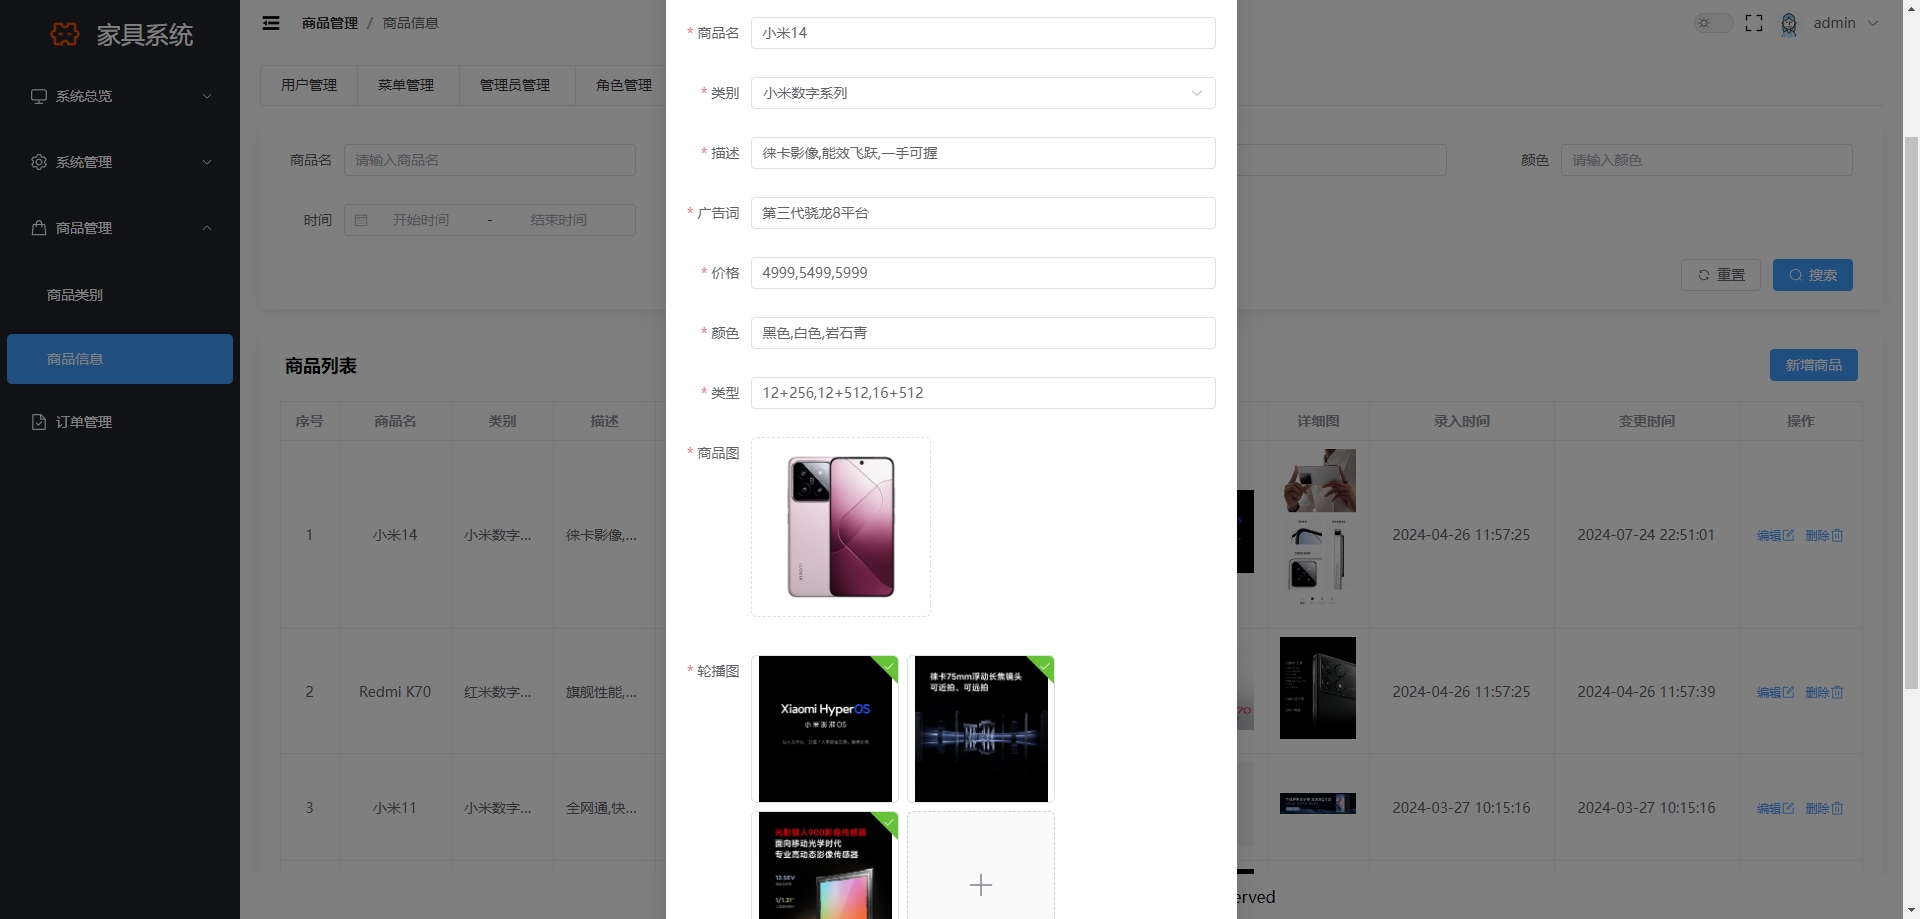 家具系统
系统总览
系统管理
商品管理
商品类别
商品信息
订单管理
商品管理 / 商品信息
admin
用户管理
菜单管理
管理员管理
角色管理
商品名 请输入商品名
颜色 请输入颜色
时间 开始时间 - 结束时间
重置
搜索
商品列表
新增商品
序号 商品名 类别 描述 详细图 录入时间 变更时间 操作
1 小米14 小米数字... 徕卡影像,... 2024-04-26 11:57:25 2024-07-24 22:51:01 编辑 删除
2 Redmi K70 红米数字... 旗舰性能,... 2024-04-26 11:57:25 2024-04-26 11:57:39 编辑 删除
3 小米11 小米数字... 全网通,快... 2024-03-27 10:15:16 2024-03-27 10:15:16 编辑 删除
erved
* 商品名 小米14
* 类别 小米数字系列
* 描述 徕卡影像,能效飞跃,一手可握
* 广告词 第三代骁龙8平台
* 价格 4999,5499,5999
* 颜色 黑色,白色,岩石青
* 类型 12+256,12+512,16+512
* 商品图
* 轮播图
Xiaomi HyperOS
小米澎湃OS
徕卡75mm浮动长焦镜头
可近拍、可远拍
光影猎人900影像传感器
面向移动光学时代
专业高动态影像传感器
13.5EV
1/1.31"